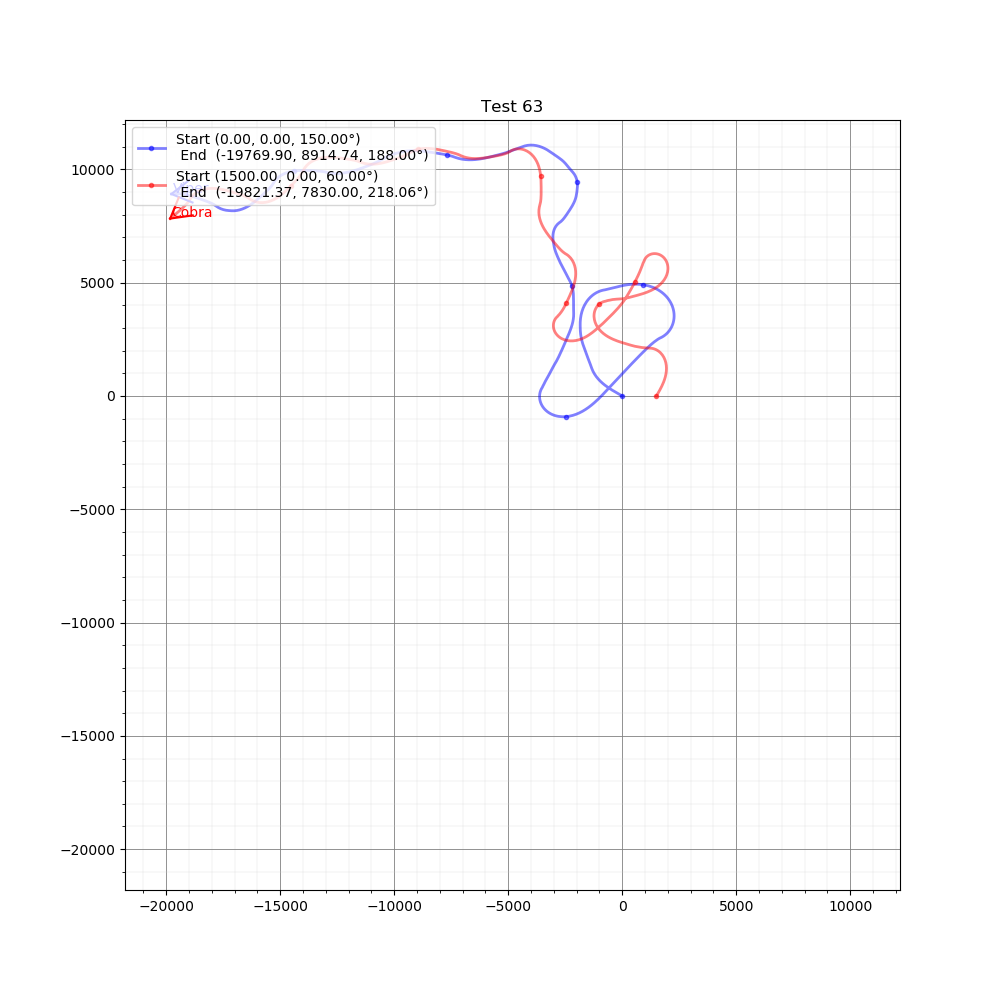 Test 63
Start (0.00, 0.00, 150.00°)
End (-19769.90, 8914.74, 188.00°)
Start (1500.00, 0.00, 60.00°)
End (-19821.37, 7830.00, 218.06°)
Cobra
10000
5000
0
−5000
−10000
−15000
−20000
−20000 −15000 −10000 −5000 0 5000 10000